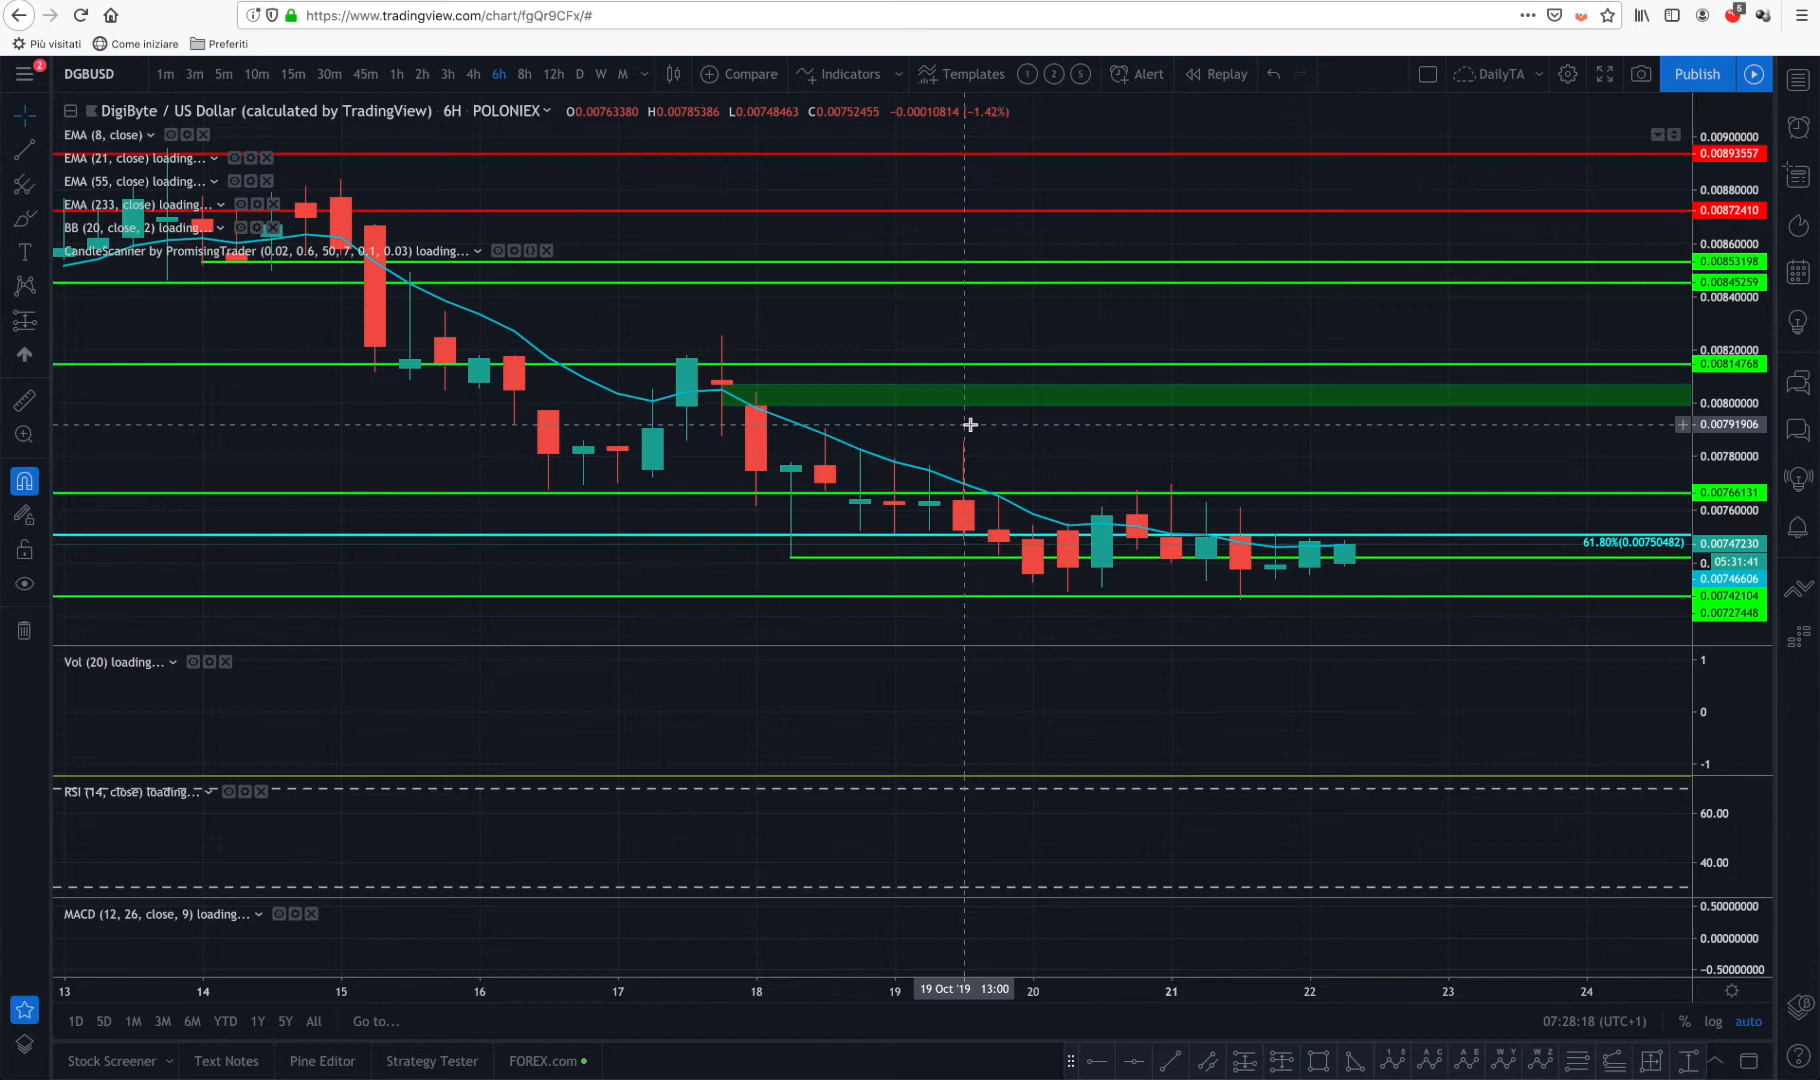 https://www.tradingview.com/chart/fgQr9CFx/#
5
Più visitati Come iniziare Preferiti
2
DGBUSD 1m 3m 5m 10m 15m 30m 45m 1h 2h 3h 4h 6h 8h 12h D W M Compare Indicators Templates 1 2 S Alert Replay DailyTA Publish
DigiByte / US Dollar (calculated by TradingView) · 6H · POLONIEX O0.00763380 H0.00785386 L0.00748463 C0.00752455 −0.00010814 (−1.42%)
EMA (8, close)
EMA (21, close) loading...
EMA (55, close) loading...
EMA (233, close) loading...
BB (20, close, 2) loading...
CandleScanner by PromisingTrader (0.02, 0.6, 50, 7, 0.1, 0.03) loading...
0.00900000
0.00893557
0.00880000
0.00872410
0.00860000
0.00853198
0.00845259
0.00840000
0.00820000
0.00814768
0.00800000
0.00791906
0.00780000
0.00766131
0.00760000
61.80%(0.00750482)
0.00747230
0. 05:31:41
0.00746606
0.00742104
0.00727448
Vol (20) loading...
1
0
-1
RSI (14, close) loading...
60.00
40.00
MACD (12, 26, close, 9) loading...
0.50000000
0.00000000
-0.50000000
13 14 15 16 17 18 19 19 Oct '19 13:00 20 21 22 23 24
1D 5D 1M 3M 6M YTD 1Y 5Y All Go to... 07:28:18 (UTC+1) % log auto
Stock Screener Text Notes Pine Editor Strategy Tester FOREX.com